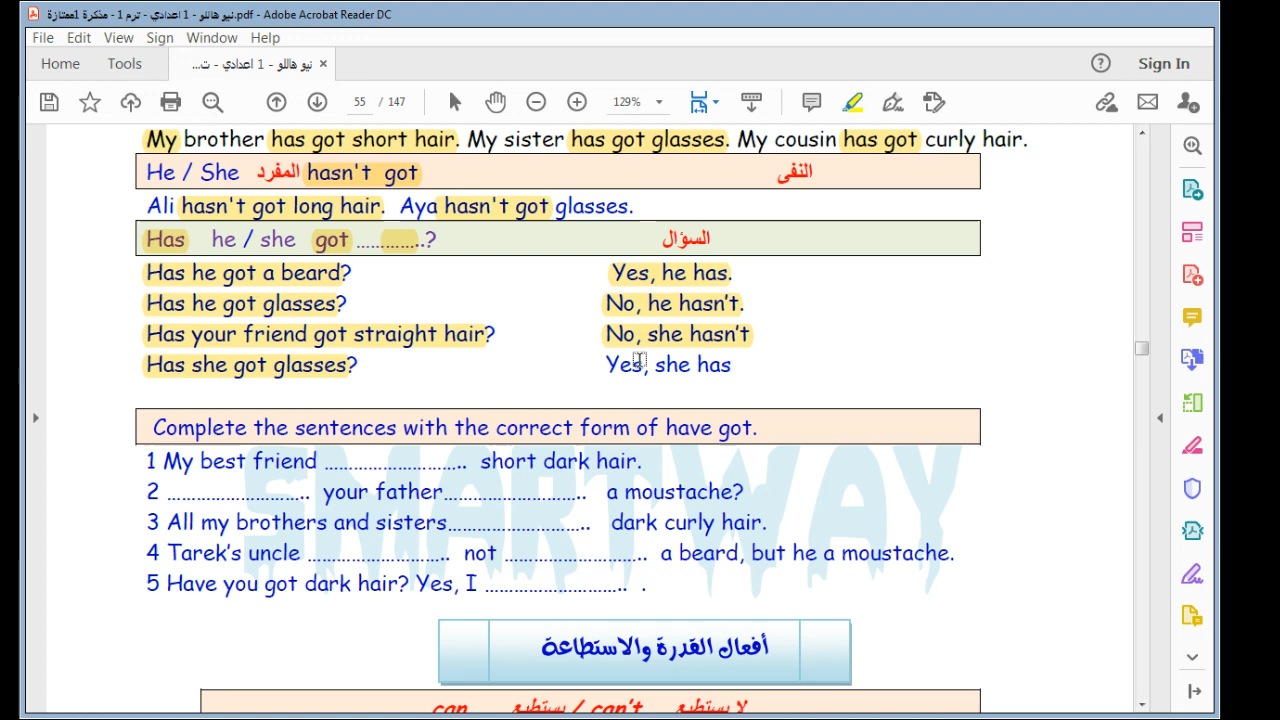 نيو هاللو - 1 اعدادي - ترم 1 - مذكرة 1ممتازة.pdf - Adobe Acrobat Reader DC
File Edit View Sign Window Help
Home Tools نيو هاللو - 1 اعدادي - ت... × ? Sign In
55 / 147 129%
My brother has got short hair. My sister has got glasses. My cousin has got curly hair.
He / She المفرد hasn't got النفى
Ali hasn't got long hair. Aya hasn't got glasses.
Has he / she got ..............? السؤال
Has he got a beard? Yes, he has.
Has he got glasses? No, he hasn't.
Has your friend got straight hair? No, she hasn't
Has she got glasses? Yes, she has
Complete the sentences with the correct form of have got.
1 My best friend ………………………….. short dark hair.
2 ………………………….. your father………………………….. a moustache?
3 All my brothers and sisters………………………….. dark curly hair.
4 Tarek's uncle ………………………….. not ………………………….. a beard, but he a moustache.
5 Have you got dark hair? Yes, I ………………………….. .
SMARTWAY
أفعال القدرة والاستطاعة
can يستطيع / can't لا يستطيع